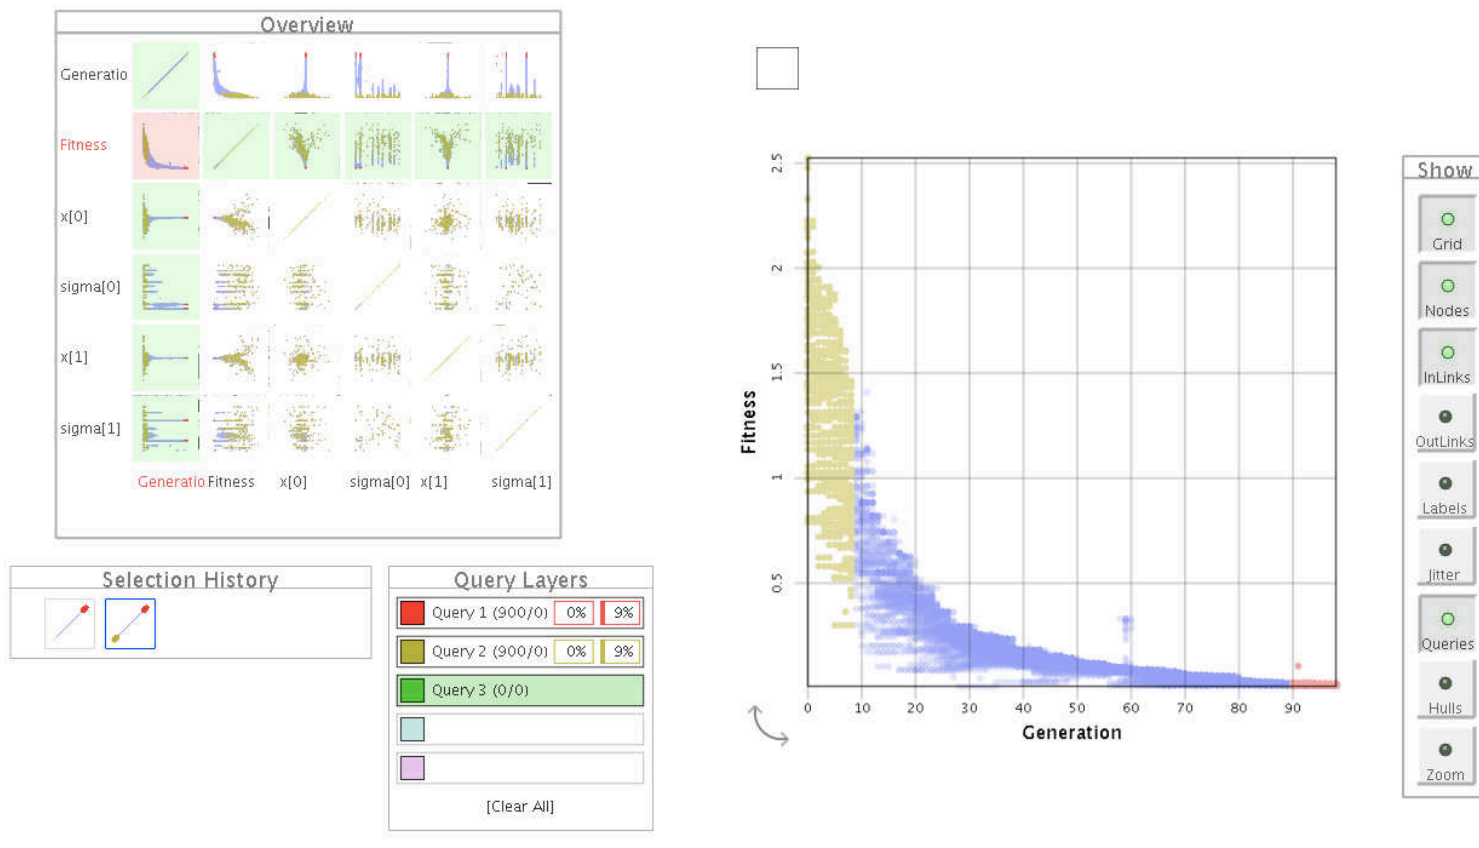 Overview
Generatio
Fitness
x[0]
sigma[0]
x[1]
sigma[1]
Generatio Fitness x[0] sigma[0] x[1] sigma[1]
Selection History
Query Layers
Query 1 (900/0) 0% 9%
Query 2 (900/0) 0% 9%
Query 3 (0/0)
[Clear All]
2.5
2
1.5
1
0.5
Fitness
0 10 20 30 40 50 60 70 80 90
Generation
Show
Grid
Nodes
InLinks
OutLinks
Labels
Jitter
Queries
Hulls
Zoom